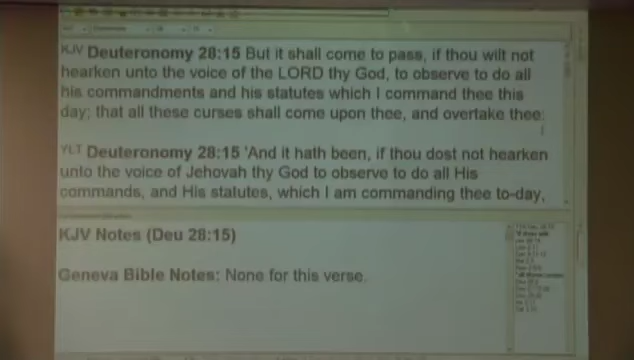 KJV Deuteronomy 28:15 But it shall come to pass, if thou wilt not
hearken unto the voice of the LORD thy God, to observe to do all
his commandments and his statutes which I command thee this
day; that all these curses shall come upon thee, and overtake thee:
YLT Deuteronomy 28:15 'And it hath been, if thou dost not hearken
unto the voice of Jehovah thy God to observe to do all His
commands, and His statutes, which I am commanding thee to-day,
KJV Notes (Deu 28:15)
Geneva Bible Notes: None for this verse.